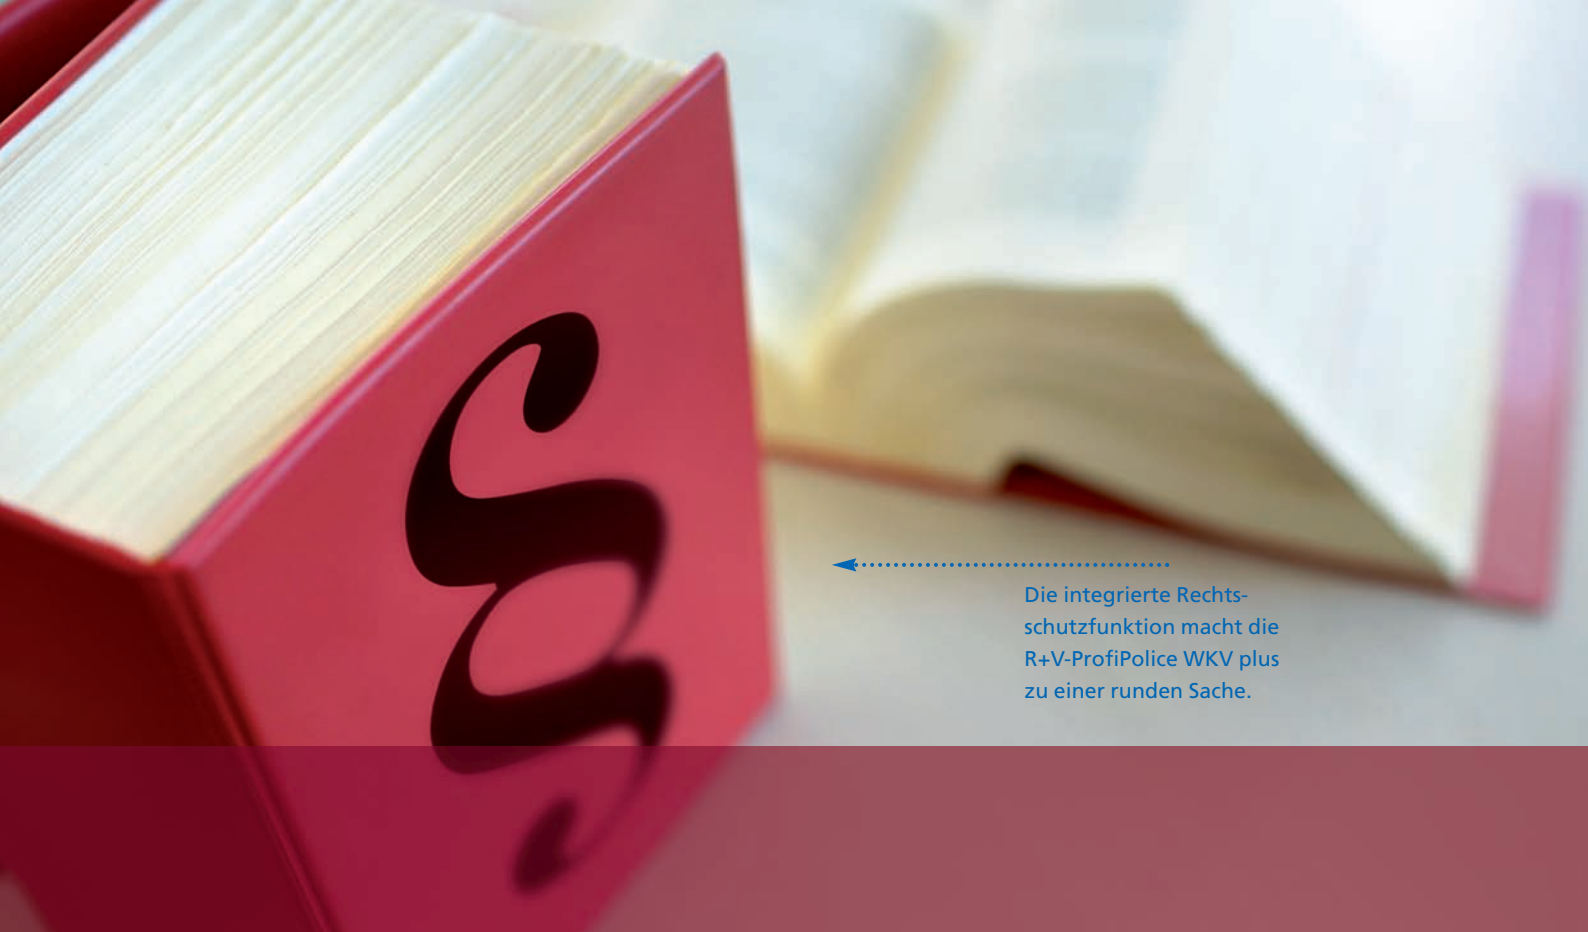 §
Die integrierte Rechts-
schutzfunktion macht die
R+V-ProfiPolice WKV plus
zu einer runden Sache.